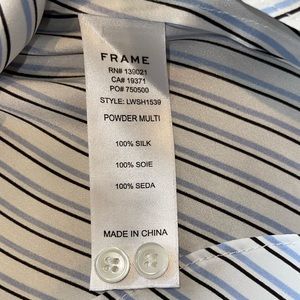 FRAME
RN# 139021
CA# 19371
PO# 750500
STYLE: LWSH1539
POWDER MULTI
100% SILK
100% SOIE
100% SEDA
MADE IN CHINA